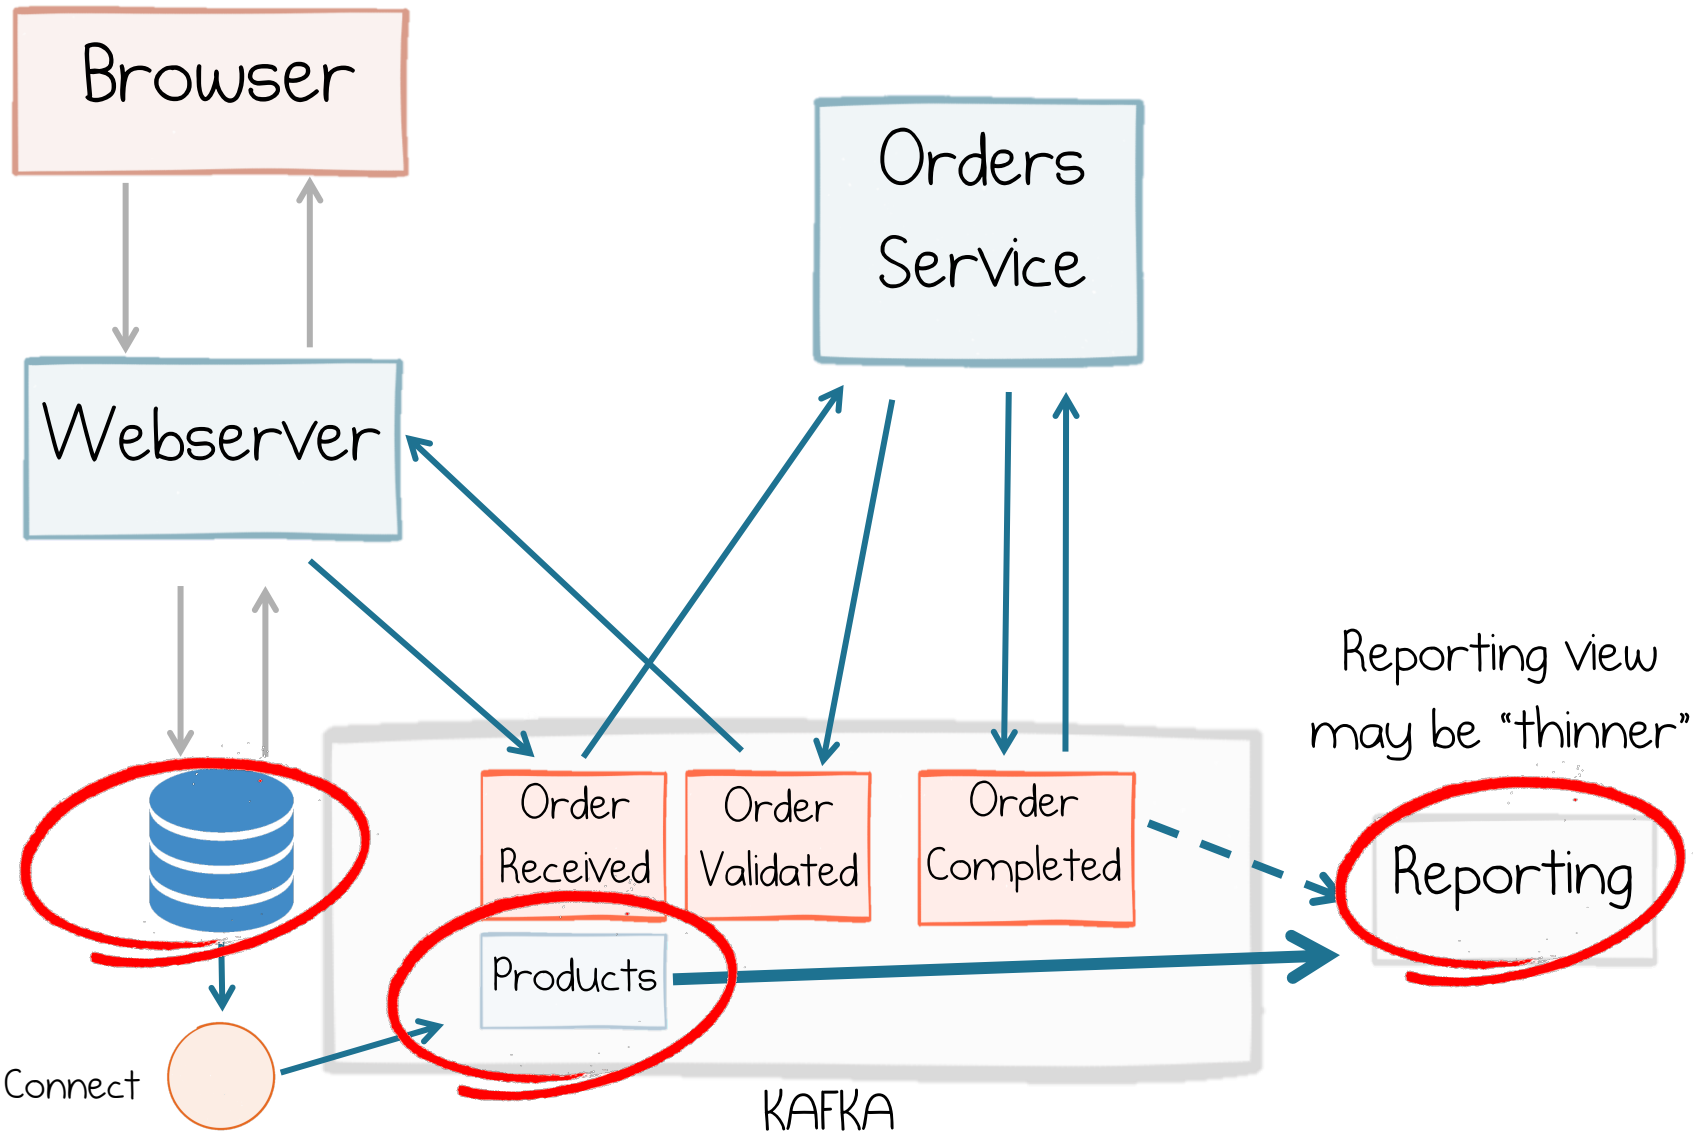 Browser
Orders
Service
Webserver
Reporting view
may be “thinner”
Order
Received
Order
Validated
Order
Completed
Reporting
Products
Connect
KAFKA